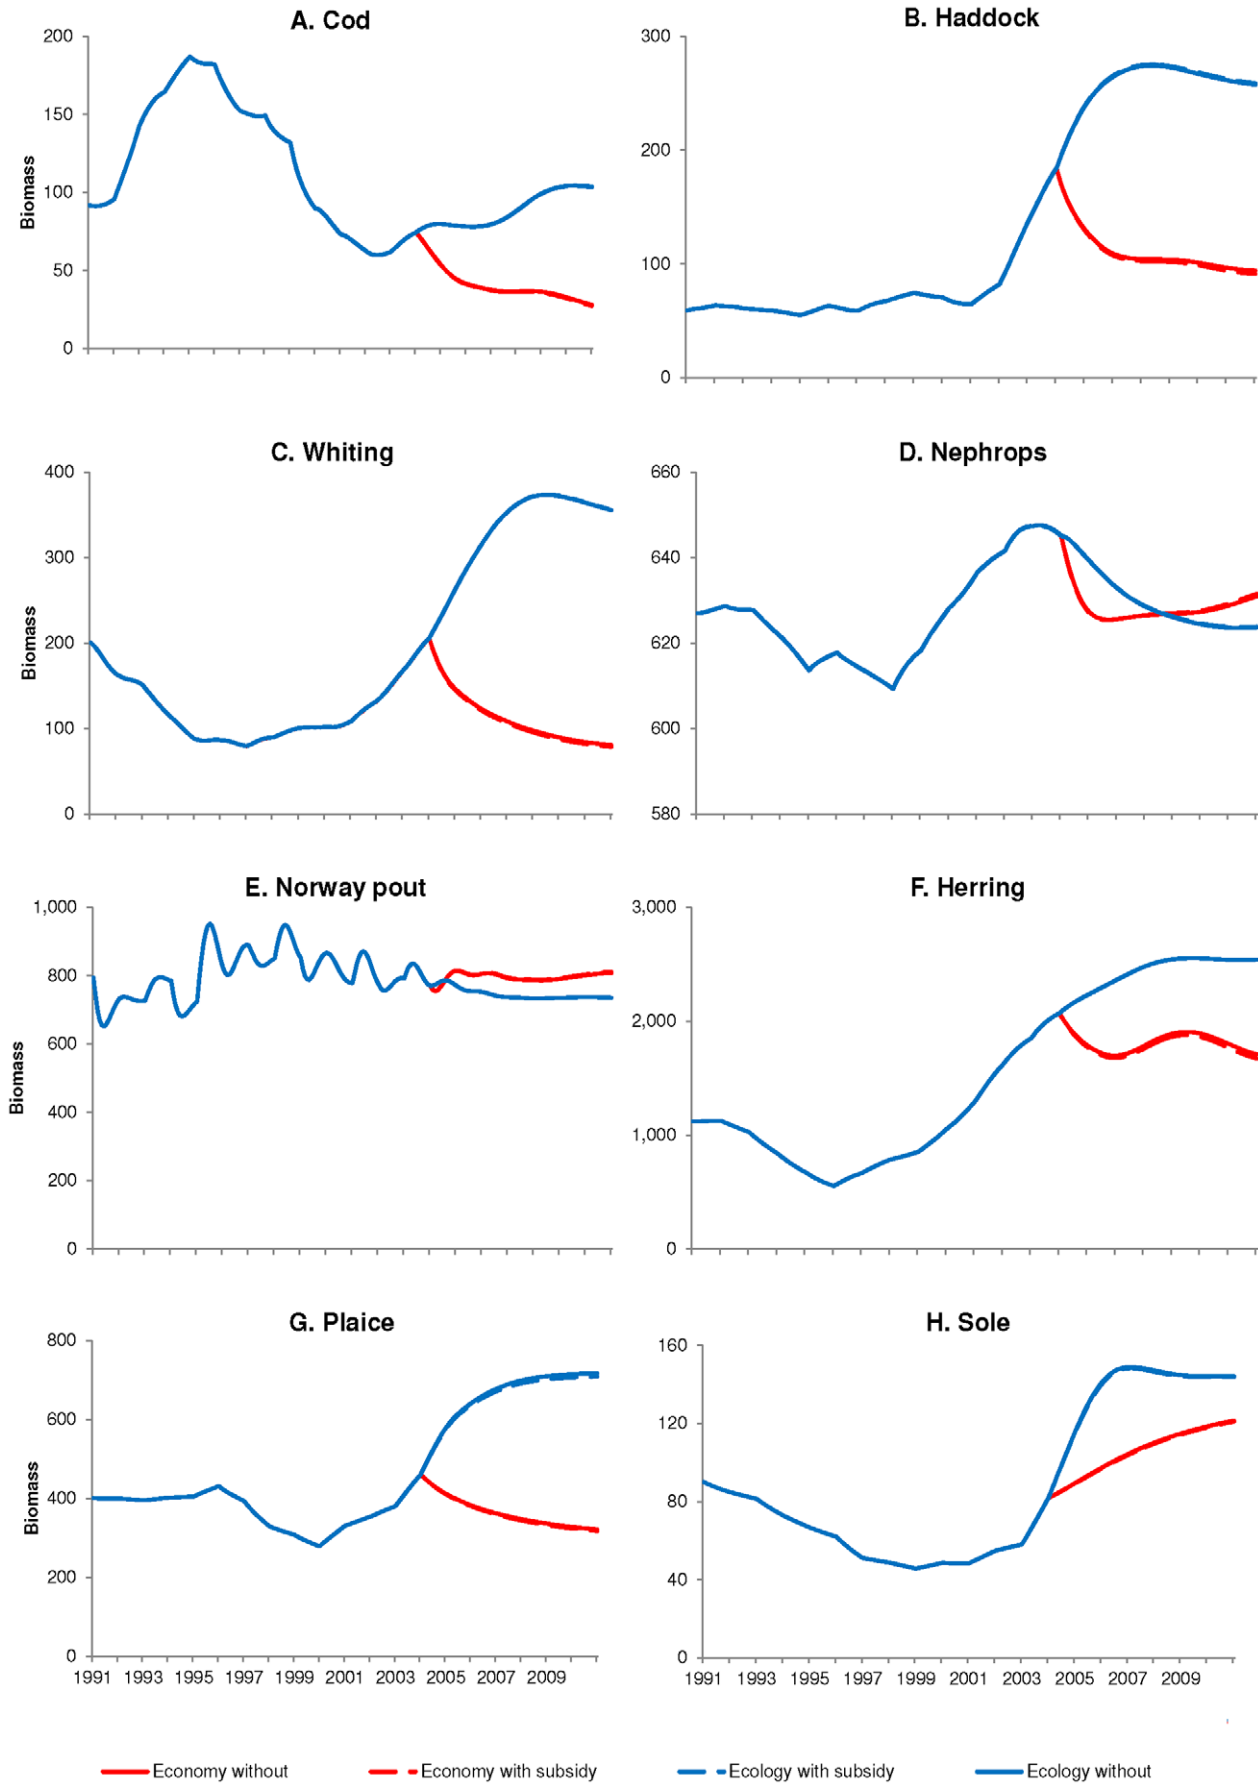 A. Cod
B. Haddock
200
150
100
50
0
Biomass
300
200
100
0
C. Whiting
D. Nephrops
400
300
200
100
0
Biomass
660
640
620
600
580
E. Norway pout
F. Herring
1,000
800
600
400
200
0
Biomass
3,000
2,000
1,000
0
G. Plaice
H. Sole
800
600
400
200
0
Biomass
160
120
80
40
0
1991 1993 1995 1997 1999 2001 2003 2005 2007 2009
1991 1993 1995 1997 1999 2001 2003 2005 2007 2009
Economy without
Economy with subsidy
Ecology with subsidy
Ecology without